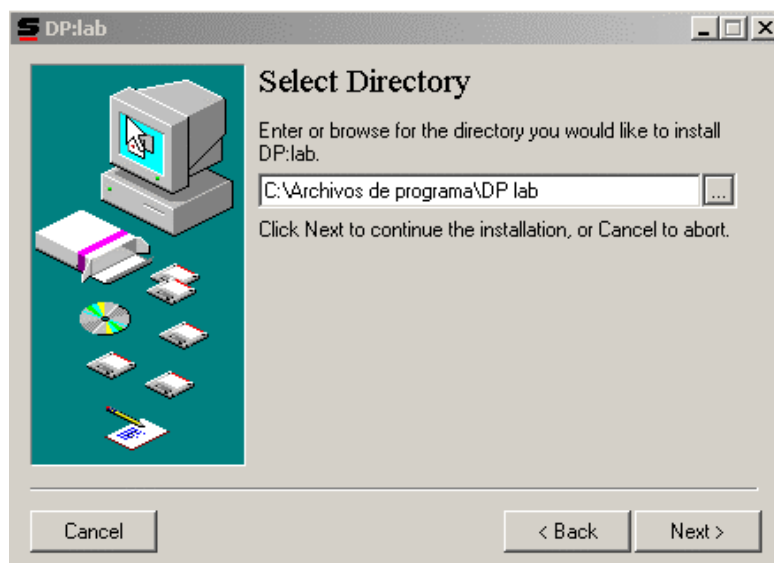 DP:lab
Select Directory
Enter or browse for the directory you would like to install
DP:lab.
C:\Archivos de programa\DP lab
...
Click Next to continue the installation, or Cancel to abort.
Cancel
< Back
Next >